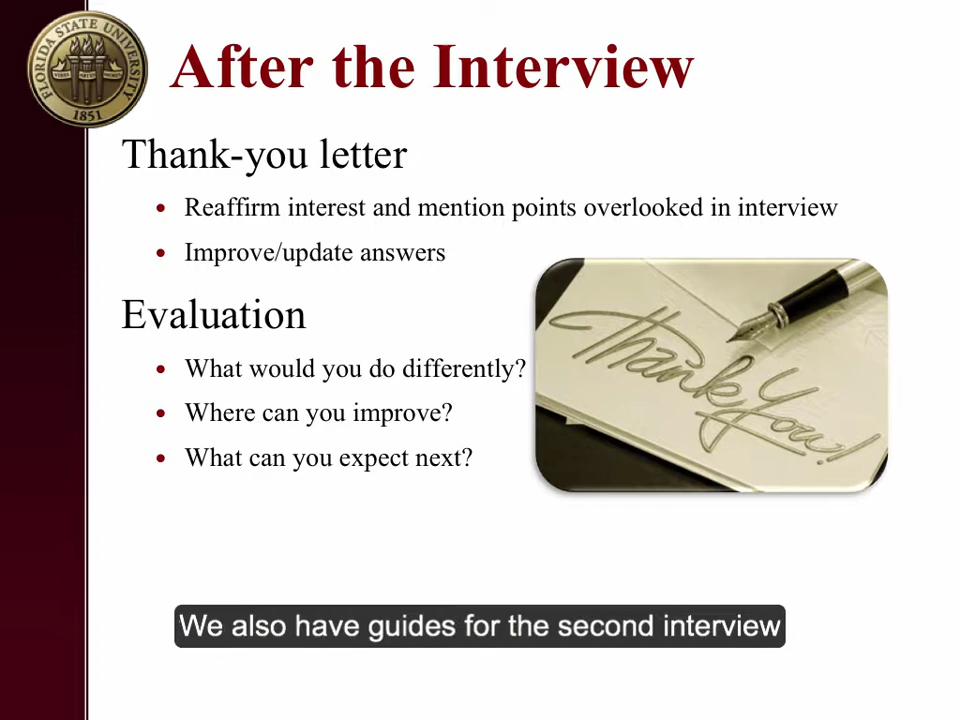 FLORIDA STATE UNIVERSITY
1851
After the Interview
Thank-you letter
Reaffirm interest and mention points overlooked in interview
Improve/update answers
Evaluation
What would you do differently?
Where can you improve?
What can you expect next?
Thank You!
We also have guides for the second interview